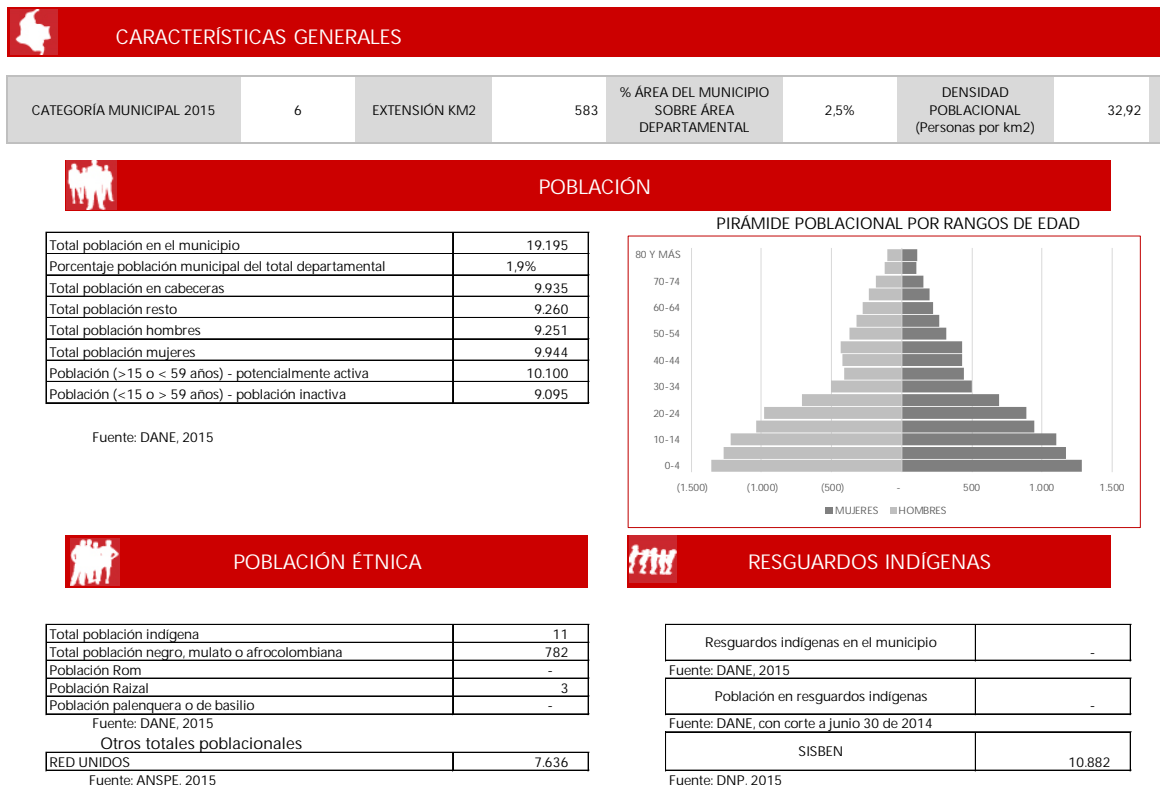 CARACTERÍSTICAS GENERALES
CATEGORÍA MUNICIPAL 2015
6
EXTENSIÓN KM2
583
% ÁREA DEL MUNICIPIO
SOBRE ÁREA
DEPARTAMENTAL
2,5%
DENSIDAD
POBLACIONAL
(Personas por km2)
32,92
POBLACIÓN
Total población en el municipio 19.195
Porcentaje población municipal del total departamental 1,9%
Total población en cabeceras 9.935
Total población resto 9.260
Total población hombres 9.251
Total población mujeres 9.944
Población (>15 o < 59 años) - potencialmente activa 10.100
Población (<15 o > 59 años) - población inactiva 9.095
Fuente: DANE, 2015
PIRÁMIDE POBLACIONAL POR RANGOS DE EDAD
80 Y MÁS
70-74
60-64
50-54
40-44
30-34
20-24
10-14
0-4
(1.500) (1.000) (500) - 500 1.000 1.500
MUJERES HOMBRES
POBLACIÓN ÉTNICA
Total población indígena 11
Total población negro, mulato o afrocolombiana 782
Población Rom -
Población Raizal 3
Población palenquera o de basilio -
Fuente: DANE, 2015
Otros totales poblacionales
RED UNIDOS 7.636
Fuente: ANSPE, 2015
RESGUARDOS INDÍGENAS
Resguardos indígenas en el municipio -
Fuente: DANE, 2015
Población en resguardos indígenas -
Fuente: DANE, con corte a junio 30 de 2014
SISBEN 10.882
Fuente: DNP, 2015